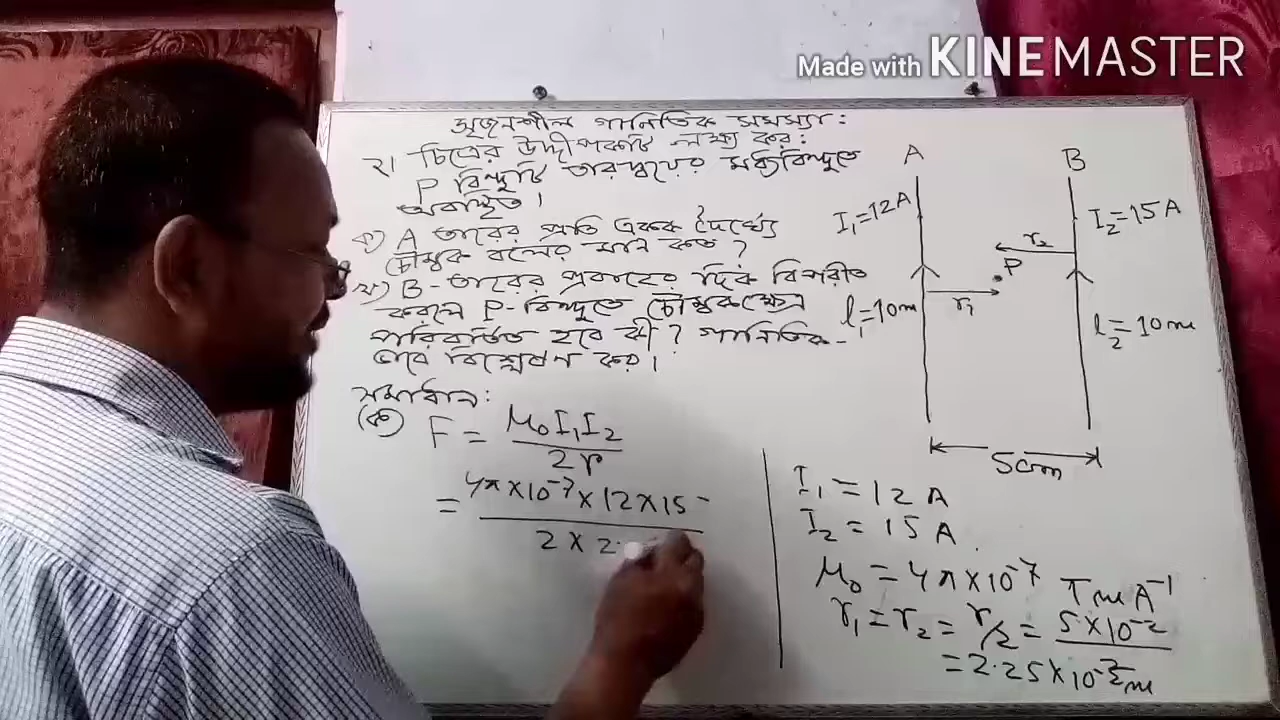 Made with KINEMASTER
সৃজনশীল গানিতিক সমস্যা:
২। চিত্রের উদ্দীপকটি লক্ষ্য কর:
P বিন্দুটি তারদ্বয়ের মধ্যবিন্দুতে
অবস্থিত।
ক) A তারের প্রতি একক দৈর্ঘ্যে
চৌম্বক বলের মান কত?
খ) B-তারের প্রবাহের দিক বিপরীত
করলে P-বিন্দুতে চৌম্বকক্ষেত্র
পরিবর্তিত হবে কী? গানিতিক-
ভাবে বিশ্লেষণ কর।
সমাধান:
(ক) F = μ₀I₁I₂ / 2r
= 4π×10⁻⁷×12×15 / 2×2.
A B
I₁=12A I₂=15A
r₂
P
r₁
l₁=10m l₂=10m
5cm
I₁ = 12 A
I₂ = 15 A.
μ₀ = 4π×10⁻⁷ TmA⁻¹
r₁ = r₂ = r/2 = 5×10⁻² / 2
= 2.25×10⁻² m